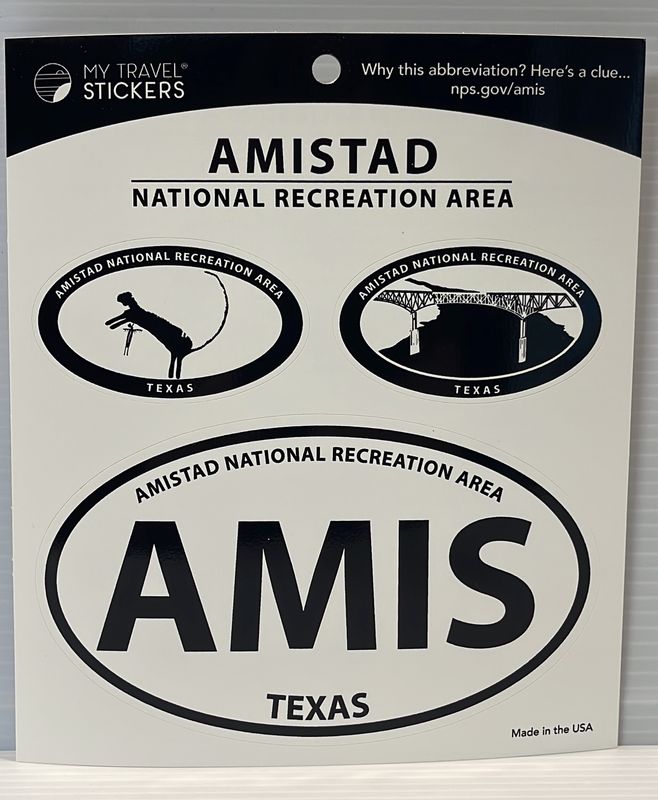 MY TRAVEL®
STICKERS
Why this abbreviation? Here's a clue...
nps.gov/amis
AMISTAD
NATIONAL RECREATION AREA
AMISTAD NATIONAL RECREATION AREA
TEXAS
AMISTAD NATIONAL RECREATION AREA
TEXAS
AMISTAD NATIONAL RECREATION AREA
AMIS
TEXAS
Made in the USA